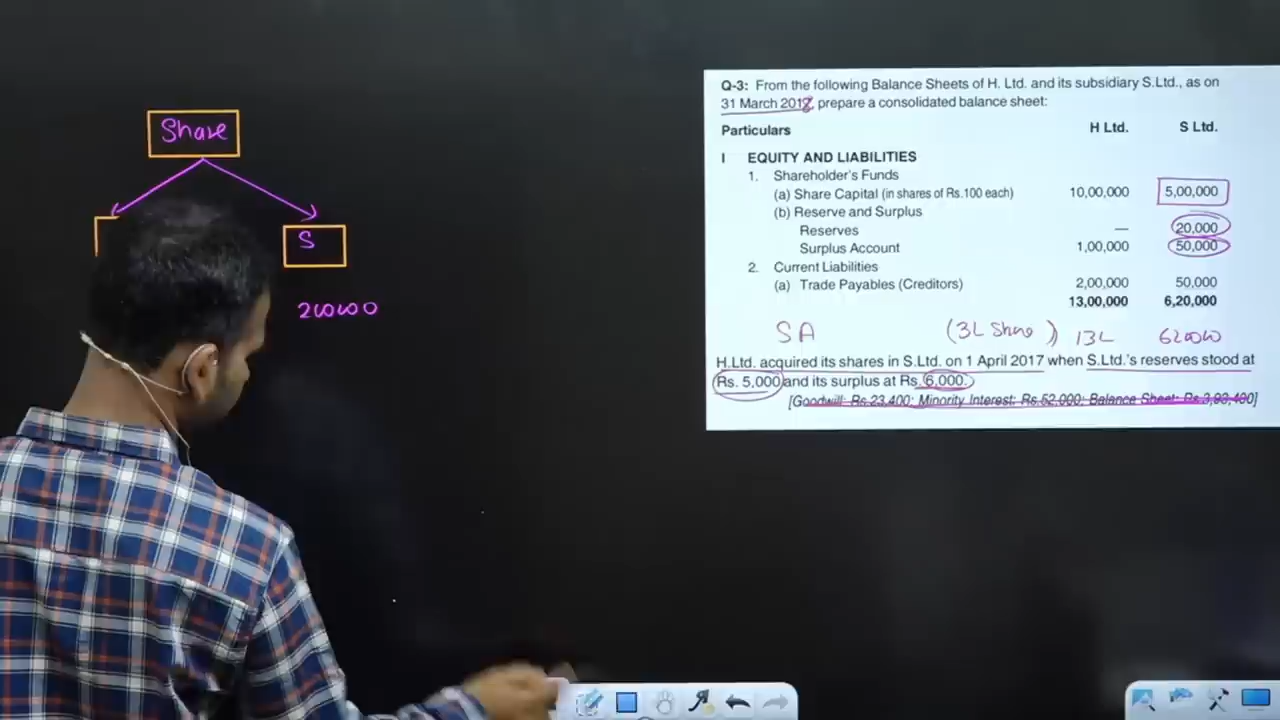 Share
S
200000
Q-3: From the following Balance Sheets of H. Ltd. and its subsidiary S.Ltd., as on
31 March 2018 prepare a consolidated balance sheet:
Particulars H Ltd. S Ltd.
I EQUITY AND LIABILITIES
1. Shareholder's Funds
(a) Share Capital (in shares of Rs.100 each) 10,00,000 5,00,000
(b) Reserve and Surplus
Reserves — 20,000
Surplus Account 1,00,000 50,000
2. Current Liabilities
(a) Trade Payables (Creditors) 2,00,000 50,000
13,00,000 6,20,000
SA (3L Share) 13L 620000
H.Ltd. acquired its shares in S.Ltd. on 1 April 2017 when S.Ltd.'s reserves stood at
Rs. 5,000 and its surplus at Rs. 6,000.
[Goodwill: Rs.23,400; Minority Interest: Rs.52,000; Balance Sheet: Rs.3,93,400]